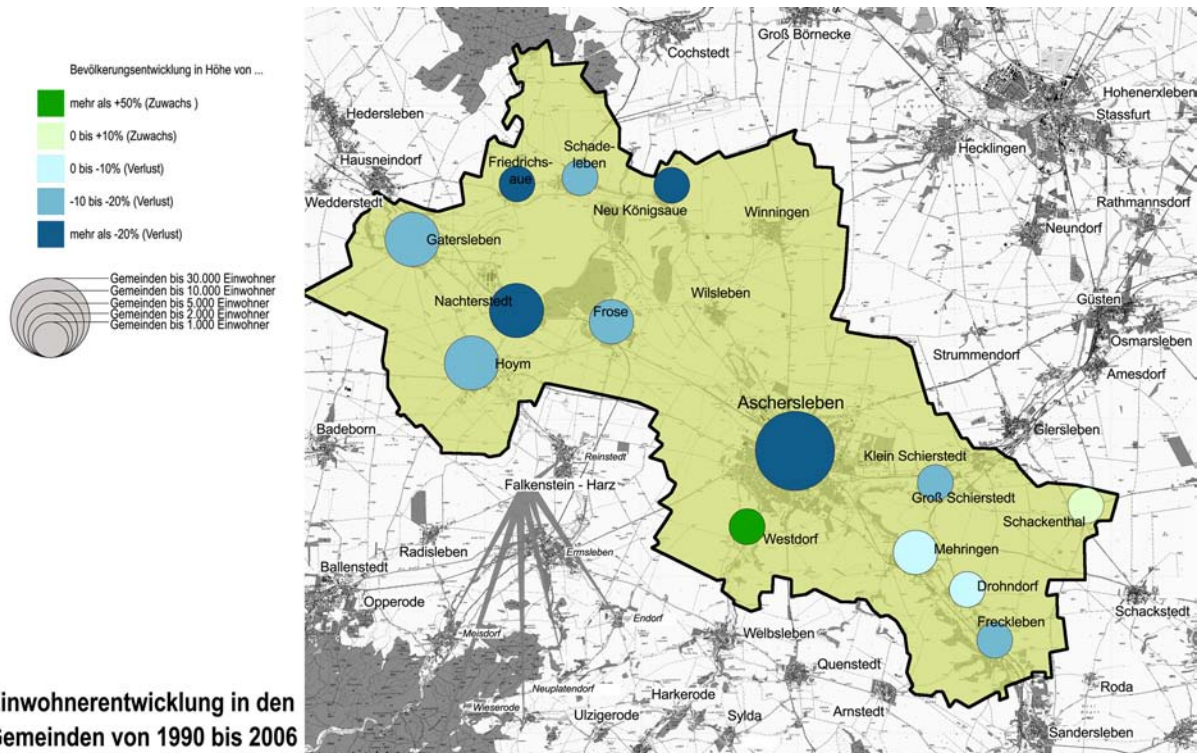 Bevölkerungsentwicklung in Höhe von ...
mehr als +50% (Zuwachs )
0 bis +10% (Zuwachs)
0 bis -10% (Verlust)
-10 bis -20% (Verlust)
mehr als -20% (Verlust)
Gemeinden bis 30.000 Einwohner
Gemeinden bis 10.000 Einwohner
Gemeinden bis 5.000 Einwohner
Gemeinden bis 2.000 Einwohner
Gemeinden bis 1.000 Einwohner
inwohnerentwicklung in den
Gemeinden von 1990 bis 2006
Groß Börnecke
Cochstedt
Hohenerxleben
Stassfurt
Hedersleben
Hecklingen
Hausneindorf
Friedrichs-
aue
Schade-
leben
Wedderstedt
Neu Königsaue
Winningen
Rathmannsdorf
Neundorf
Gatersleben
Nachterstedt
Wilsleben
Frose
Güsten
Osmarsleben
Strummendorf
Amesdorf
Hoym
Aschersleben
Giersleben
Badeborn
Reinstedt
Klein Schierstedt
Falkenstein - Harz
Groß Schierstedt
Schackenthal
Westdorf
Mehringen
Radisleben
Ermsleben
Ballenstedt
Drohndorf
Opperode
Schackstedt
Endorf
Freckleben
Meisdorf
Welbsleben
Quenstedt
Neuplatendorf
Roda
Harkerode
Wieserode
Arnstedt
Ulzigerode
Sylda
Sandersleben